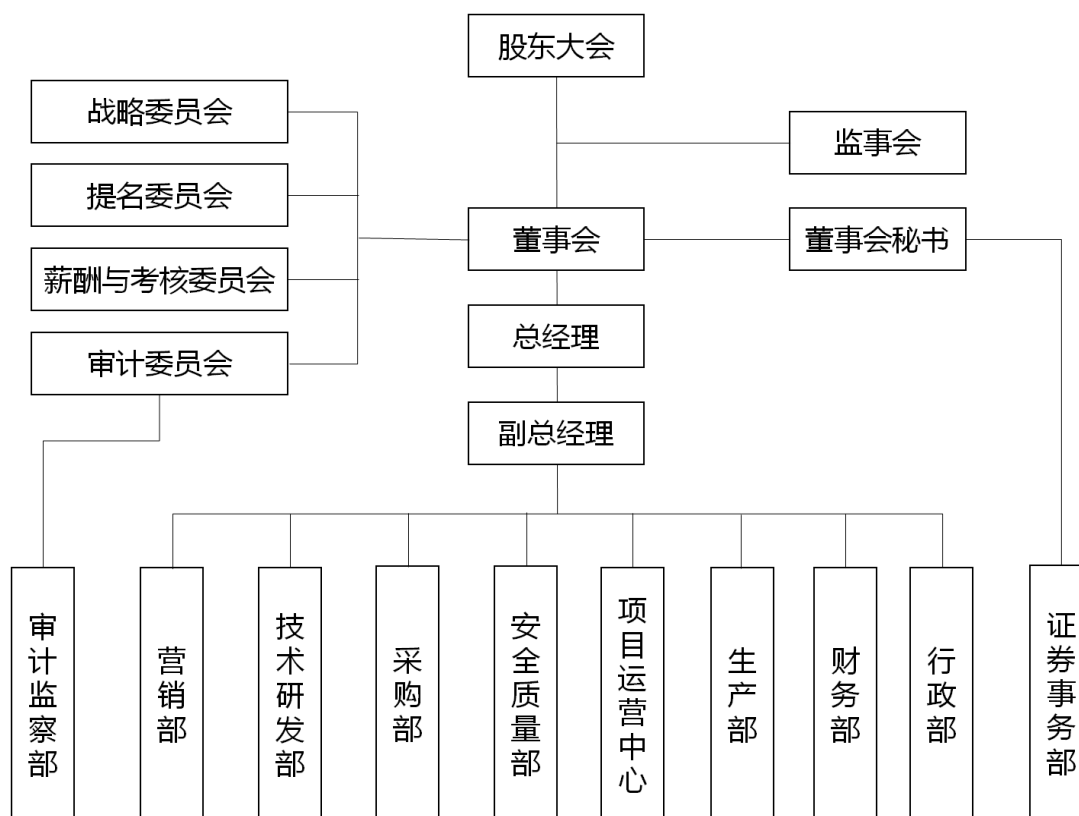 股东大会
战略委员会
监事会
提名委员会
董事会
董事会秘书
薪酬与考核委员会
总经理
审计委员会
副总经理
审计监察部
营销部
技术研发部
采购部
安全质量部
项目运营中心
生产部
财务部
行政部
证券事务部